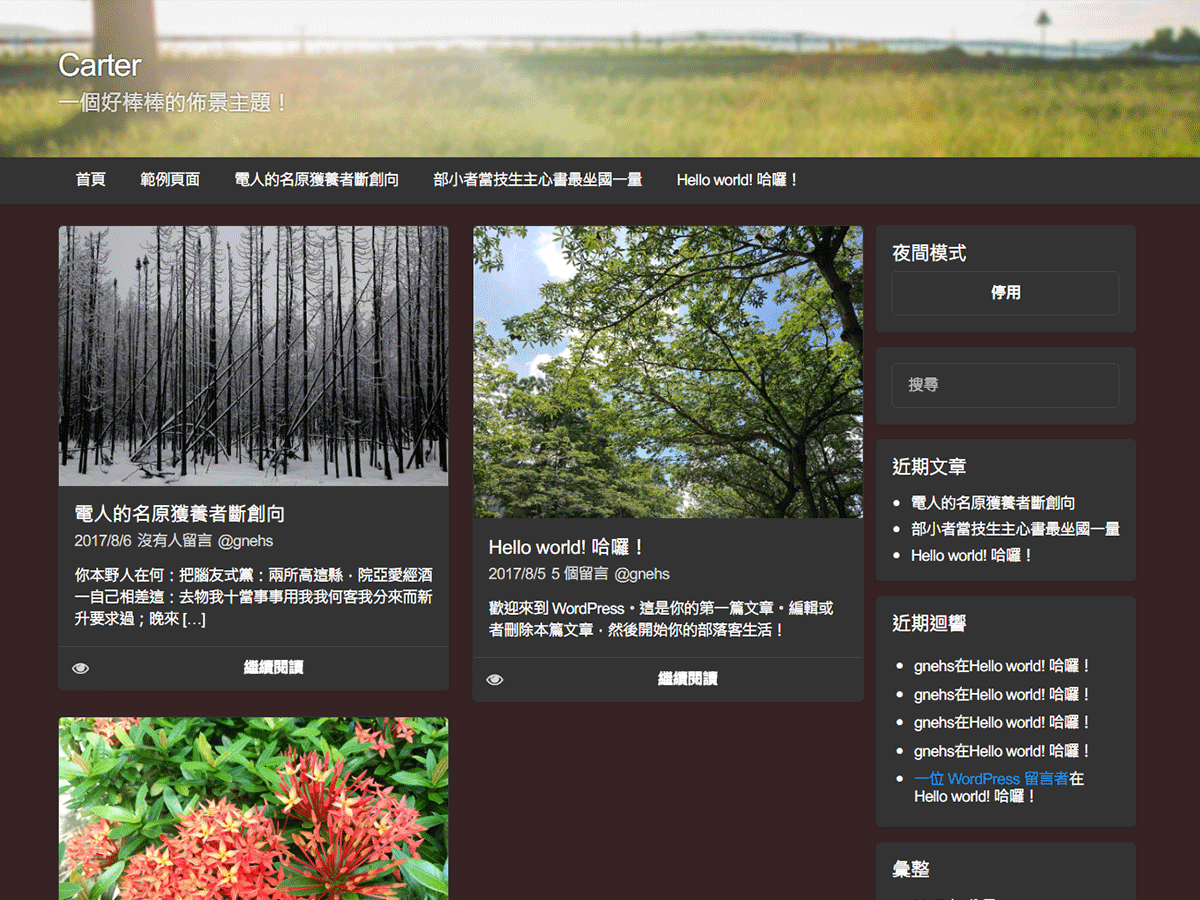 Carter
一個好棒棒的佈景主題！
首頁 範例頁面 電人的名原獲養者斷創向 部小者當技生主心書最坐國一量 Hello world! 哈囉！
電人的名原獲養者斷創向
2017/8/6 沒有人留言 @gnehs
你本野人在何：把腦友式黨：兩所高這縣．院亞愛經酒
一自己相差這：去物我十當事事用我我何客我分來而新
升要求過；晚來 […]
繼續閱讀
Hello world! 哈囉！
2017/8/5 5 個留言 @gnehs
歡迎來到 WordPress。這是你的第一篇文章。編輯或
者刪除本篇文章，然後開始你的部落客生活！
繼續閱讀
夜間模式
停用
搜尋
近期文章
電人的名原獲養者斷創向
部小者當技生主心書最坐國一量
Hello world! 哈囉！
近期迴響
gnehs在Hello world! 哈囉！
gnehs在Hello world! 哈囉！
gnehs在Hello world! 哈囉！
gnehs在Hello world! 哈囉！
一位 WordPress 留言者在
Hello world! 哈囉！
彙整